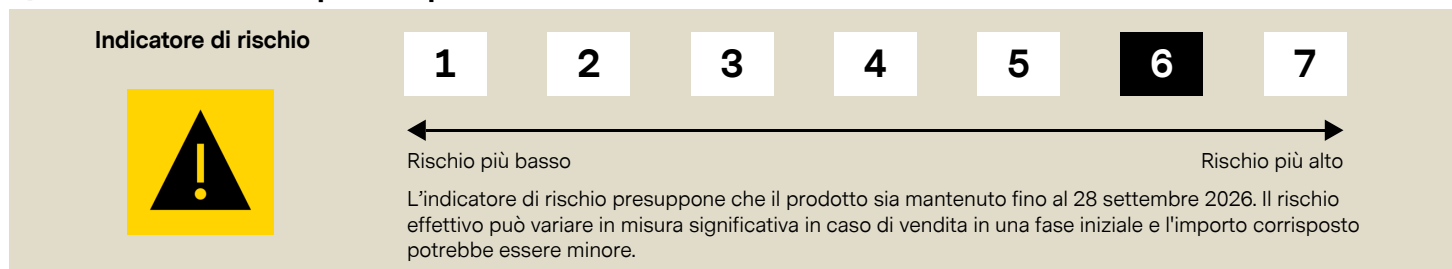 Indicatore di rischio
1 2 3 4 5 6 7
Rischio più basso
Rischio più alto
L'indicatore di rischio presuppone che il prodotto sia mantenuto fino al 28 settembre 2026. Il rischio
effettivo può variare in misura significativa in caso di vendita in una fase iniziale e l'importo corrisposto
potrebbe essere minore.